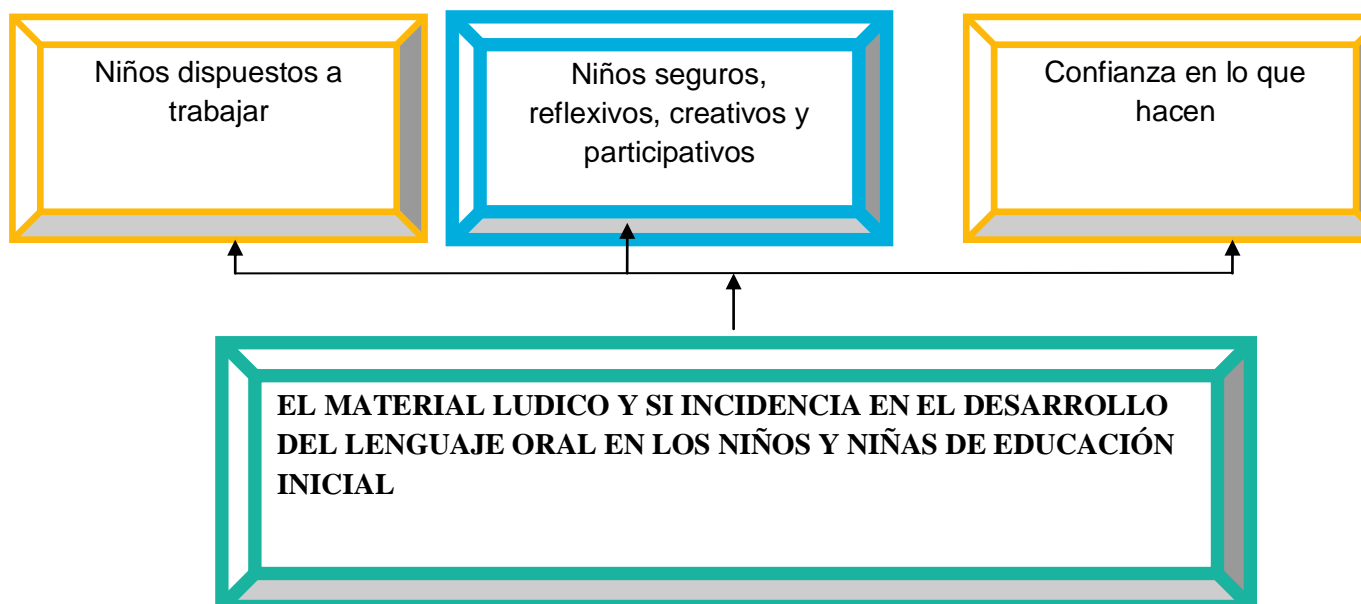 Niños dispuestos a
trabajar
Niños seguros,
reflexivos, creativos y
participativos
Confianza en lo que
hacen
EL MATERIAL LUDICO Y SI INCIDENCIA EN EL DESARROLLO
DEL LENGUAJE ORAL EN LOS NIÑOS Y NIÑAS DE EDUCACIÓN
INICIAL